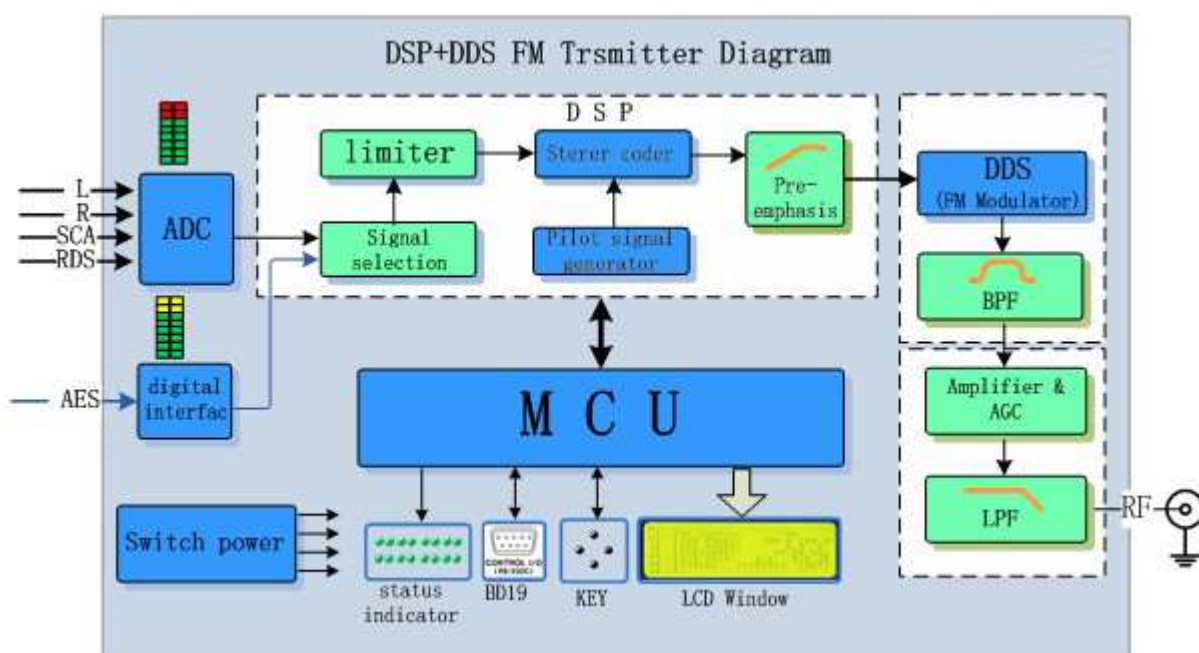 DSP+DDS FM Trsmitter Diagram
D S P
limiter
Sterer coder
Pre-
emphasis
DDS
(FM Modulator)
L
R
SCA
RDS
ADC
Signal
selection
Pilot signal
generator
BPF
AES
digital
interfac
M C U
Amplifier &
AGC
LPF
RF
Switch power
CONTROL I/O
(RS-232C)
status
indicator
BD19
KEY
LCD Window